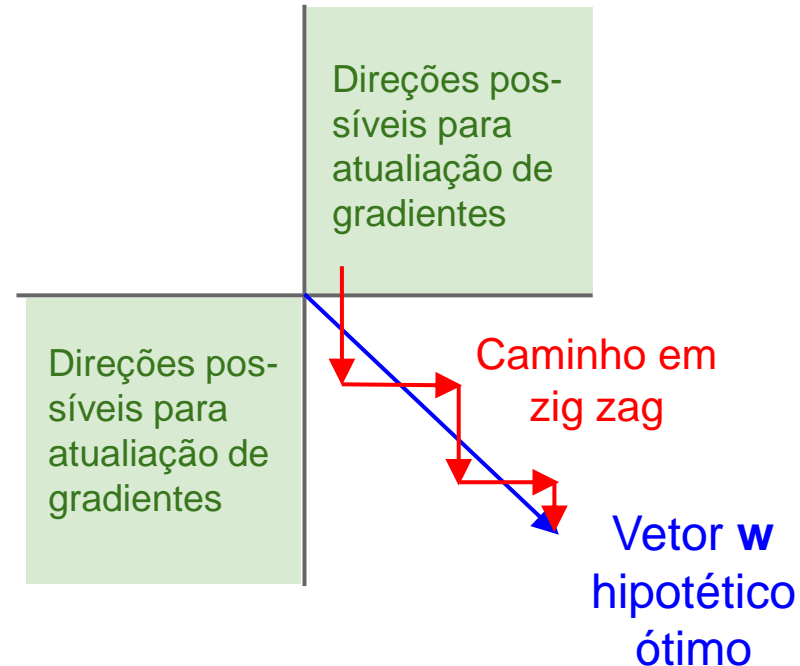 Direções pos-
síveis para
atualiação de
gradientes
Direções pos-
síveis para
atualiação de
gradientes
Caminho em
zig zag
Vetor w
hipotético
ótimo